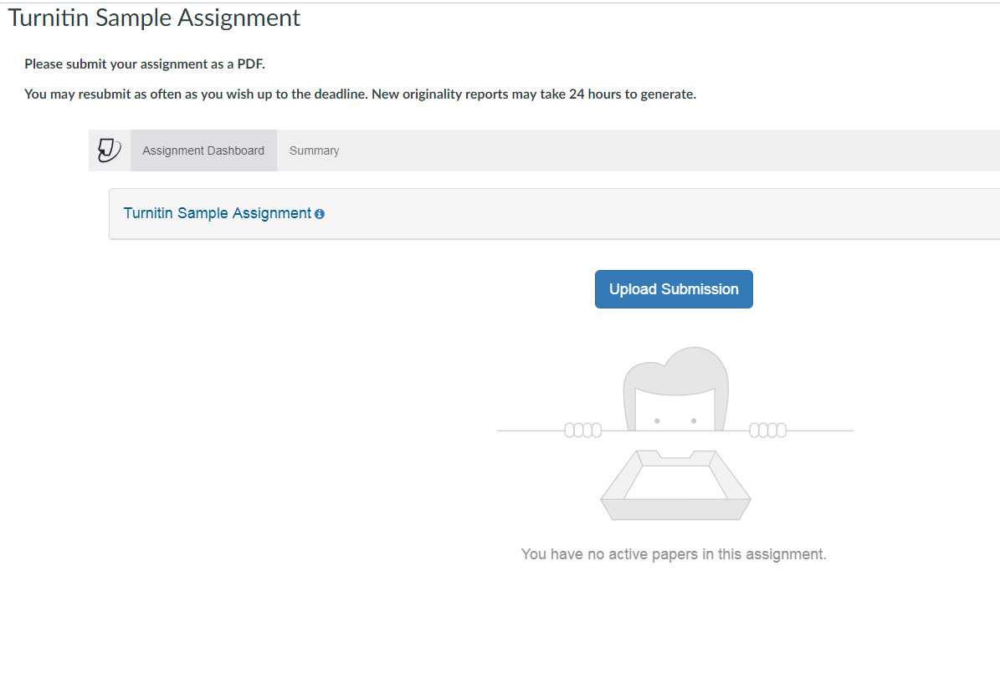 Turnitin Sample Assignment
Please submit your assignment as a PDF.
You may resubmit as often as you wish up to the deadline. New originality reports may take 24 hours to generate.
Assignment Dashboard Summary
Turnitin Sample Assignment
Upload Submission
You have no active papers in this assignment.